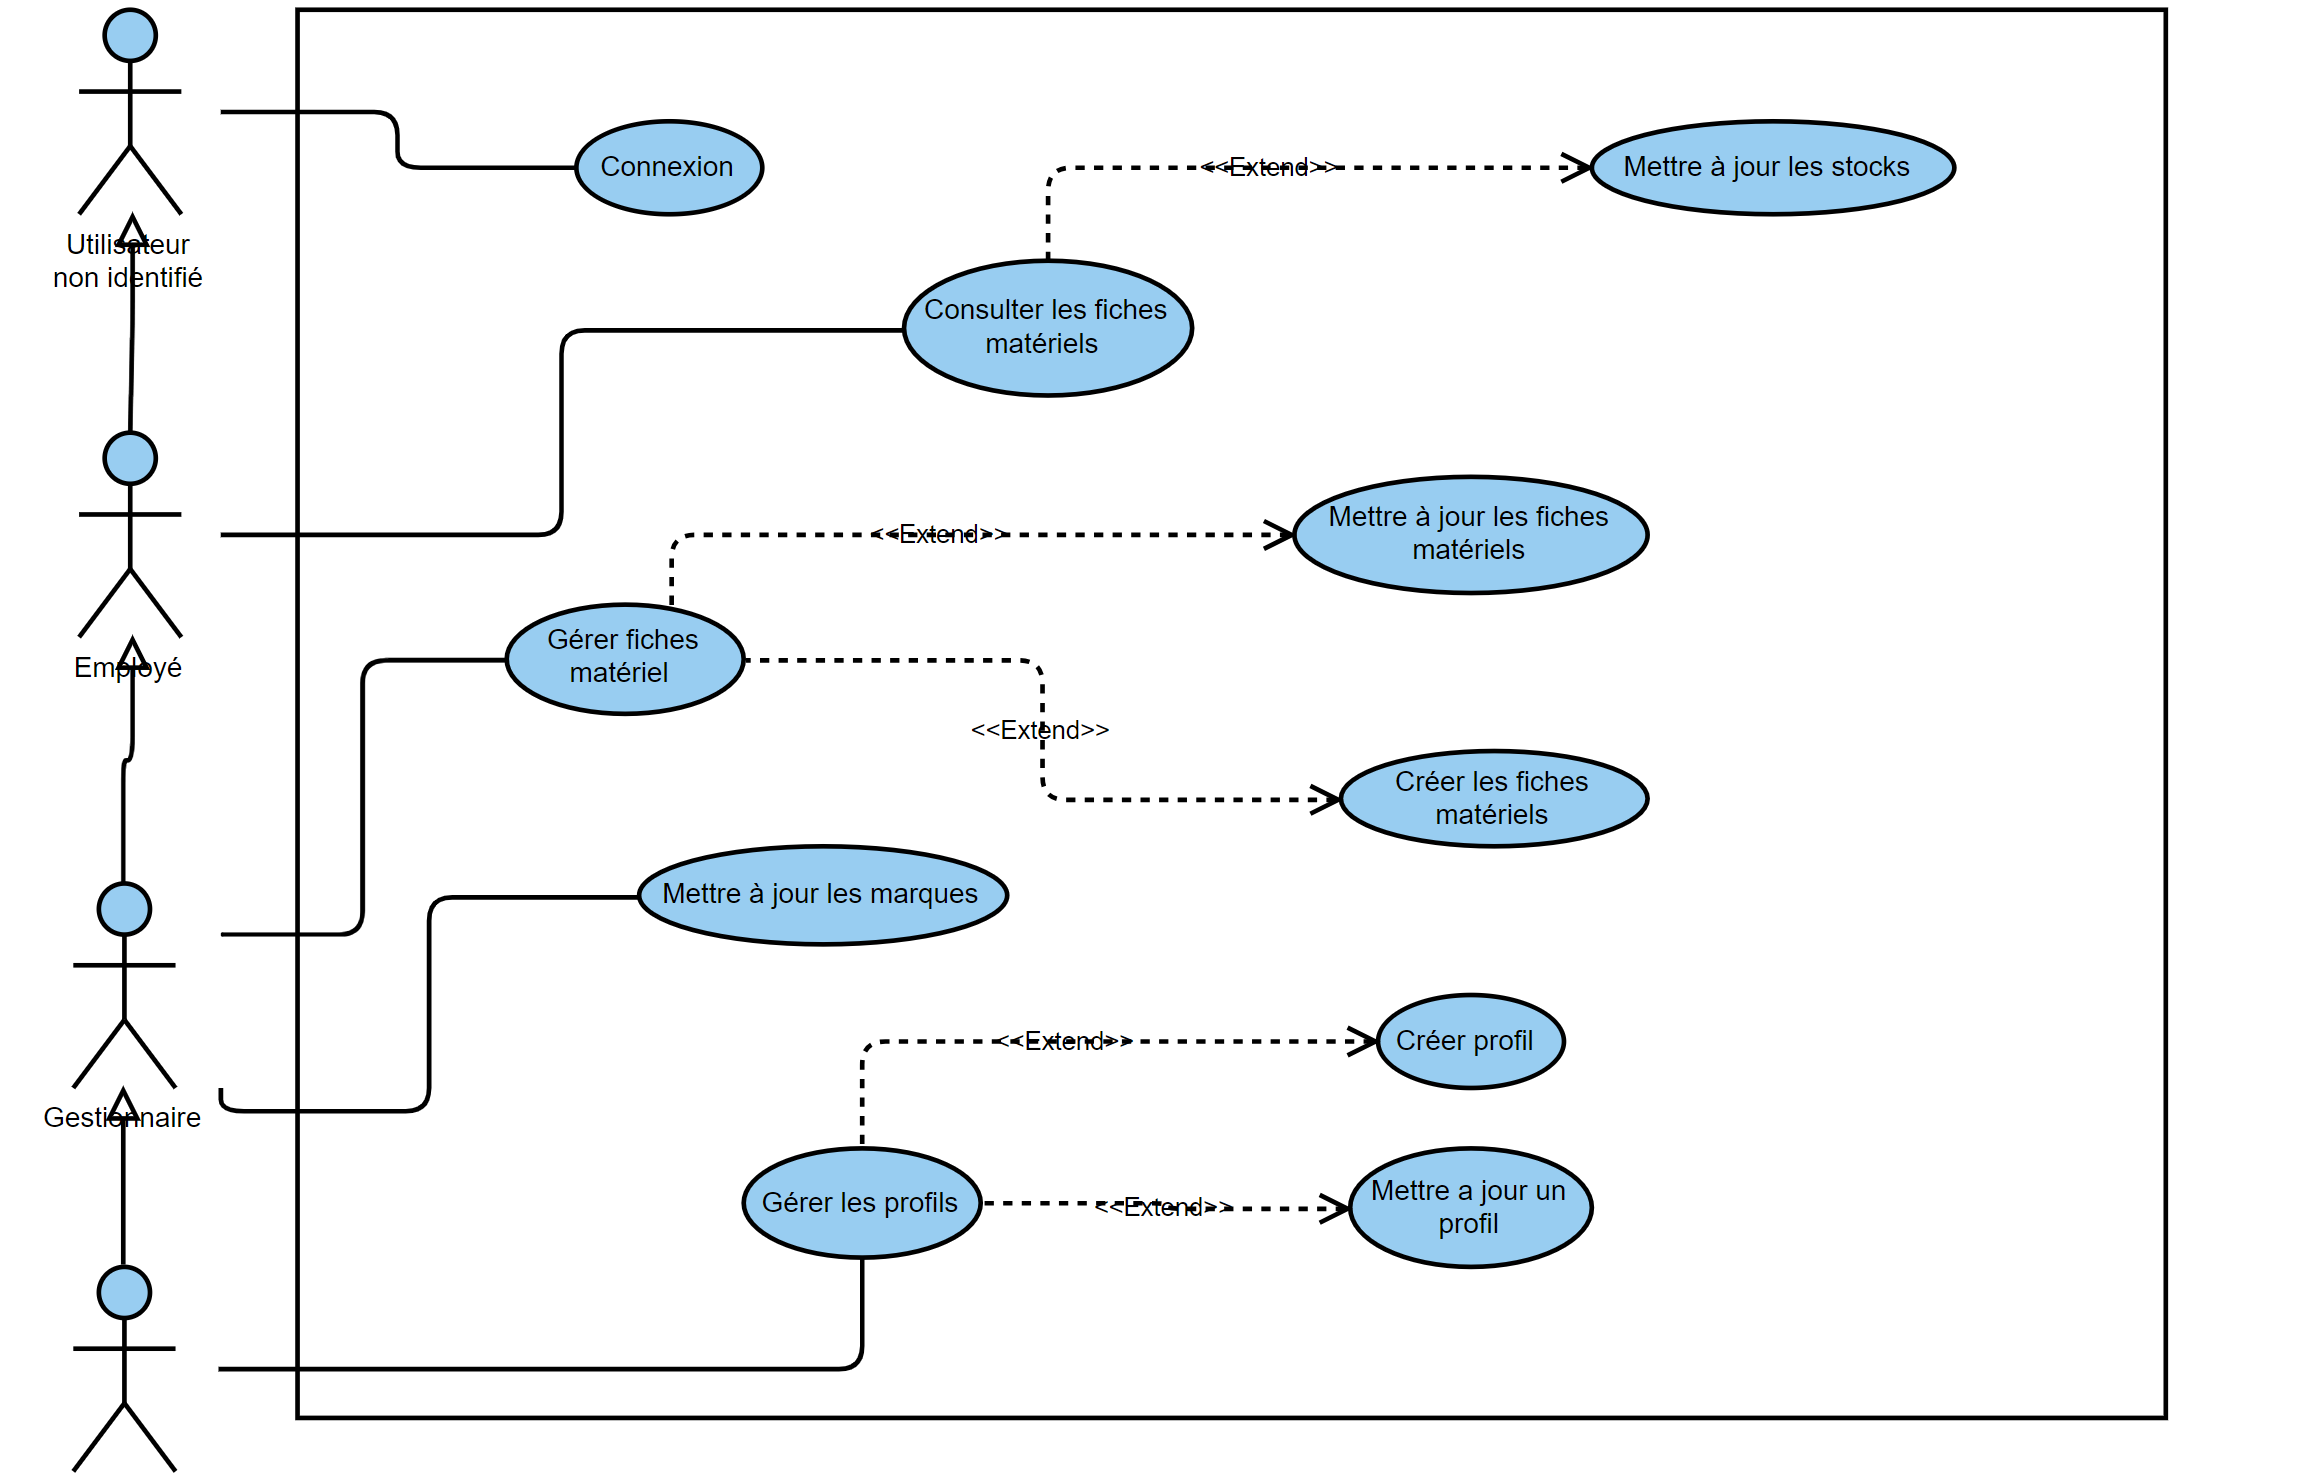 Connexion
<<Extend>>
Mettre à jour les stocks
Utilisateur
non identifié
Consulter les fiches
matériels
<<Extend>>
Mettre à jour les fiches
matériels
Gérer fiches
matériel
Employé
<<Extend>>
Créer les fiches
matériels
Mettre à jour les marques
<<Extend>>
Créer profil
Gestionnaire
Gérer les profils
<<Extend>>
Mettre a jour un
profil